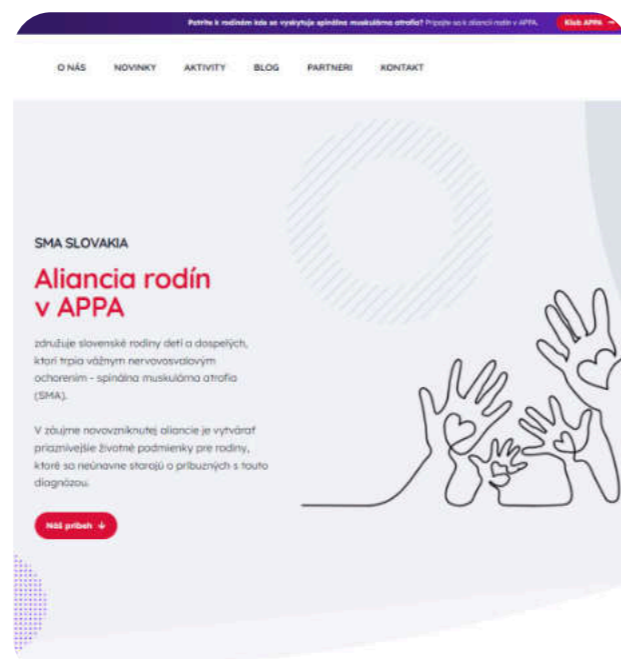 Patríte k rodinám kde sa vyskytuje spinálna muskulárna atrofia? Pripojte sa k aliancii rodín v APPA. Klub APPA →
O NÁS NOVINKY AKTIVITY BLOG PARTNERI KONTAKT
SMA SLOVAKIA
Aliancia rodín
v APPA
združuje slovenské rodiny detí a dospelých,
ktorí trpia vážnym nervovosvalovým
ochorením - spinálna muskulárna atrofia
(SMA).
V záujme novovzniknutej aliancie je vytvárať
priaznivejšie životné podmienky pre rodiny,
ktoré sa neúnavne starajú o príbuzných s touto
diagnózou.
Náš príbeh ↓